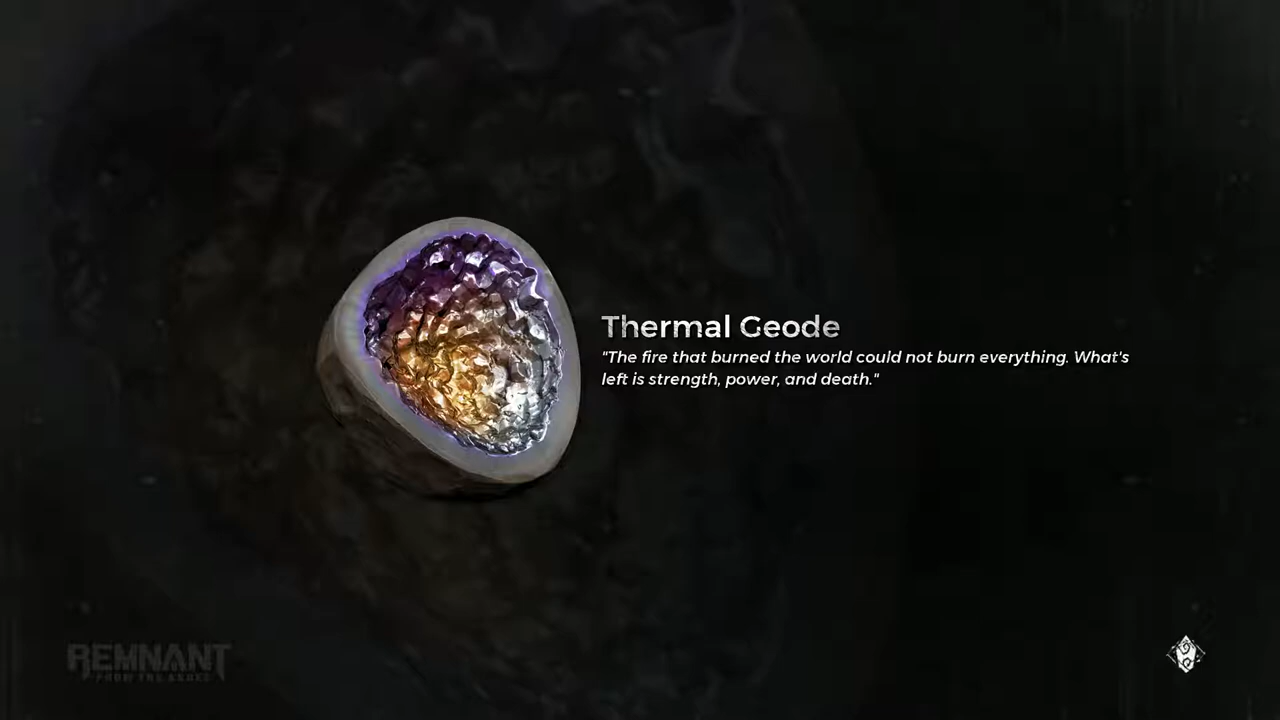 Thermal Geode
"The fire that burned the world could not burn everything. What's
left is strength, power, and death."
REMNANT
FROM THE ASHES